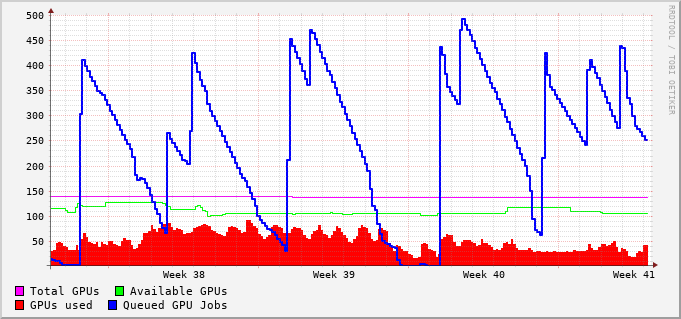 500
450
400
350
300
250
200
150
100
50
Week 38 Week 39 Week 40 Week 41
Total GPUs Available GPUs
GPUs used Queued GPU Jobs
RRDTOOL / TOBI OETIKER